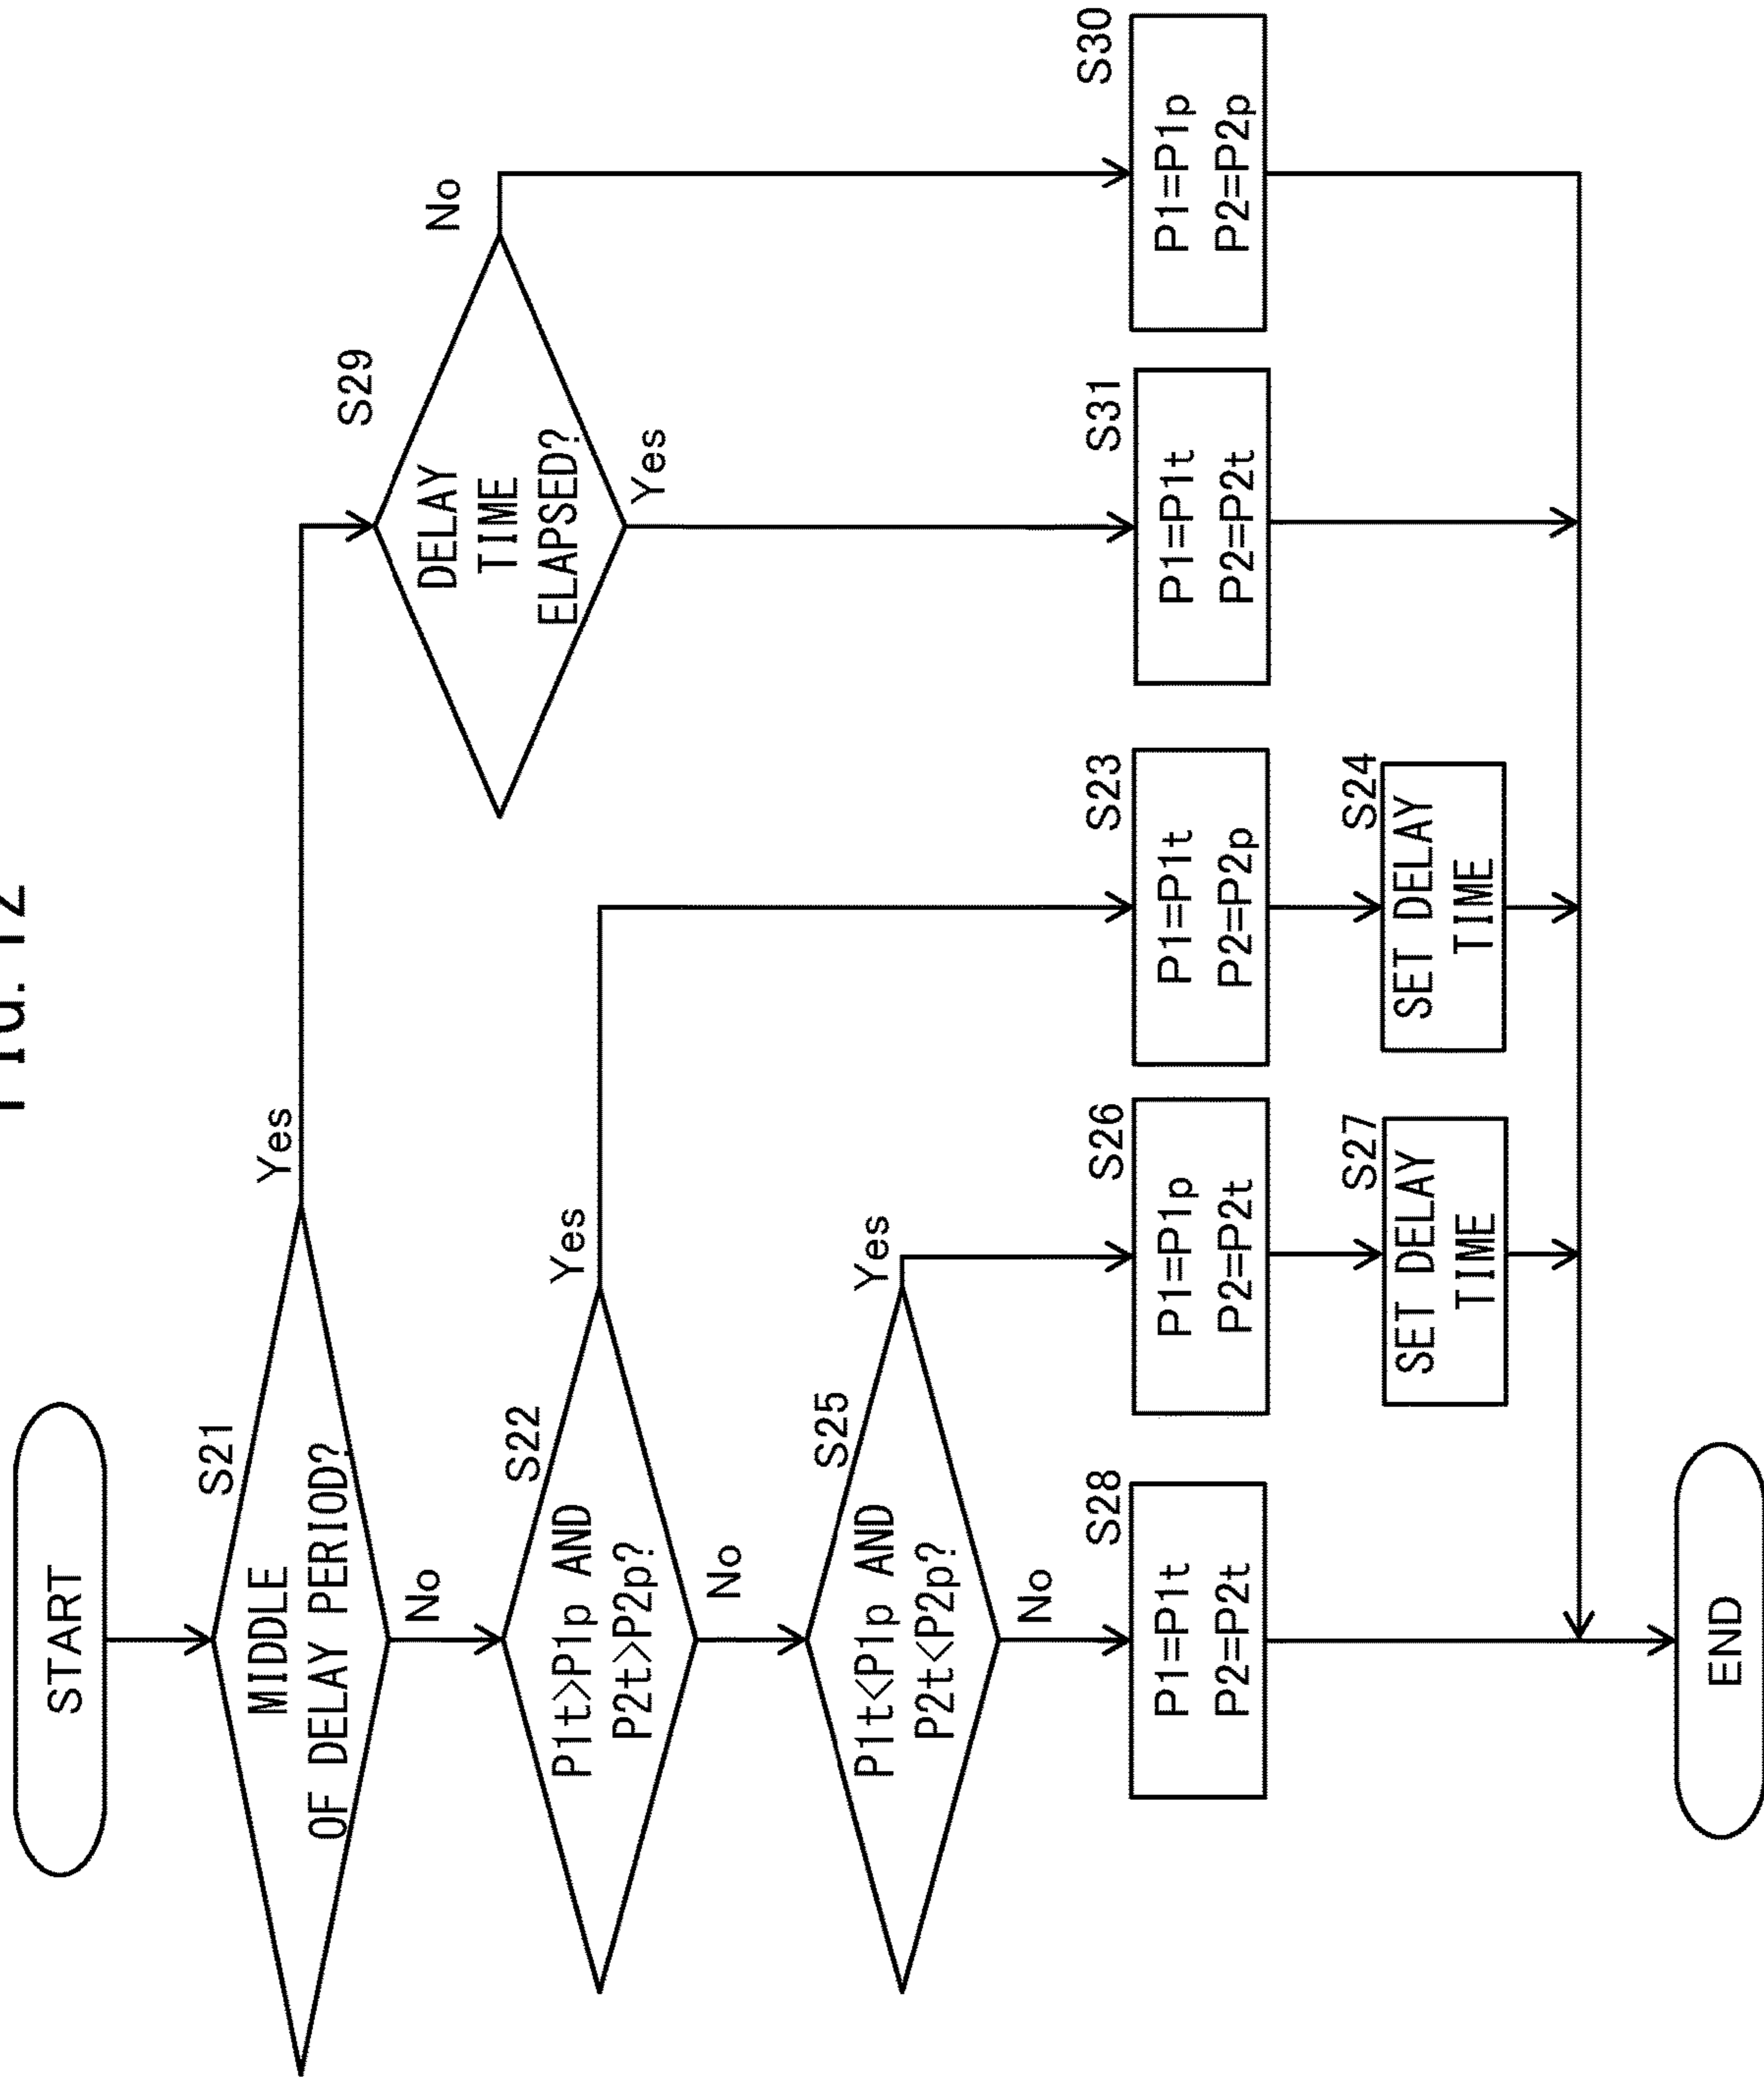 FIG. 12
START
S21
MIDDLE
OF DELAY PERIOD?
Yes
No
S22
P1t>P1p AND
P2t>P2p?
Yes
No
S25
P1t<P1p AND
P2t<P2p?
Yes
No
S29
DELAY
TIME
ELAPSED?
No
Yes
S28
P1=P1t
P2=P2t
S26
P1=P1p
P2=P2t
S23
P1=P1t
P2=P2p
S31
P1=P1t
P2=P2t
S30
P1=P1p
P2=P2p
S27
SET DELAY
TIME
S24
SET DELAY
TIME
END